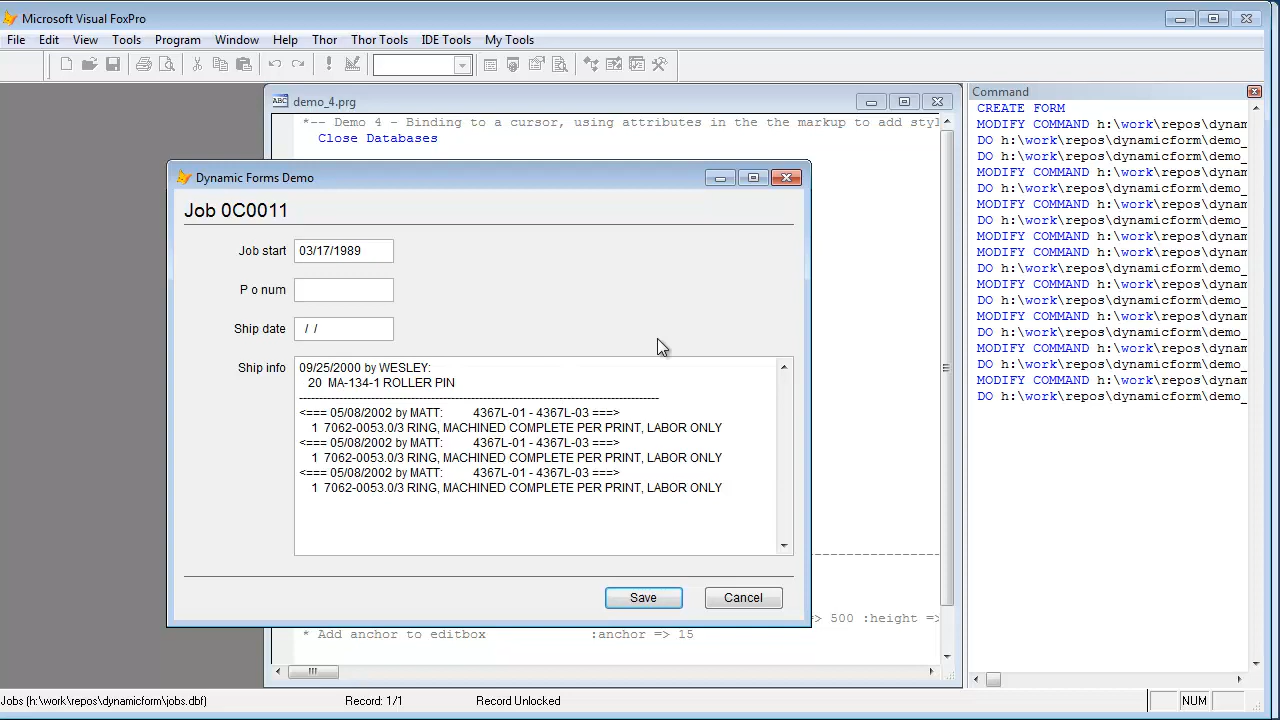 Microsoft Visual FoxPro
File Edit View Tools Program Window Help Thor Thor Tools IDE Tools My Tools
demo_4.prg
*-- Demo 4 - Binding to a cursor, using attributes in the the markup to add styl
Close Databases
Dynamic Forms Demo
Job 0C0011
Job start 03/17/1989
P o num
Ship date / /
Ship info 09/25/2000 by WESLEY:
20 MA-134-1 ROLLER PIN
------------------------------------------------------------------------------------------
<=== 05/08/2002 by MATT: 4367L-01 - 4367L-03 ===>
1 7062-0053.0/3 RING, MACHINED COMPLETE PER PRINT, LABOR ONLY
<=== 05/08/2002 by MATT: 4367L-01 - 4367L-03 ===>
1 7062-0053.0/3 RING, MACHINED COMPLETE PER PRINT, LABOR ONLY
<=== 05/08/2002 by MATT: 4367L-01 - 4367L-03 ===>
1 7062-0053.0/3 RING, MACHINED COMPLETE PER PRINT, LABOR ONLY
Save Cancel
> 500 :height =>
* Add anchor to editbox :anchor => 15
Command
CREATE FORM
MODIFY COMMAND h:\work\repos\dynam
DO h:\work\repos\dynamicform\demo_
DO h:\work\repos\dynamicform\demo_
MODIFY COMMAND h:\work\repos\dynam
DO h:\work\repos\dynamicform\demo_
MODIFY COMMAND h:\work\repos\dynam
DO h:\work\repos\dynamicform\demo_
MODIFY COMMAND h:\work\repos\dynam
MODIFY COMMAND h:\work\repos\dynam
DO h:\work\repos\dynamicform\demo_
MODIFY COMMAND h:\work\repos\dynam
DO h:\work\repos\dynamicform\demo_
MODIFY COMMAND h:\work\repos\dynam
DO h:\work\repos\dynamicform\demo_
MODIFY COMMAND h:\work\repos\dynam
DO h:\work\repos\dynamicform\demo_
MODIFY COMMAND h:\work\repos\dynam
DO h:\work\repos\dynamicform\demo_
Jobs (h:\work\repos\dynamicform\jobs.dbf) Record: 1/1 Record Unlocked NUM